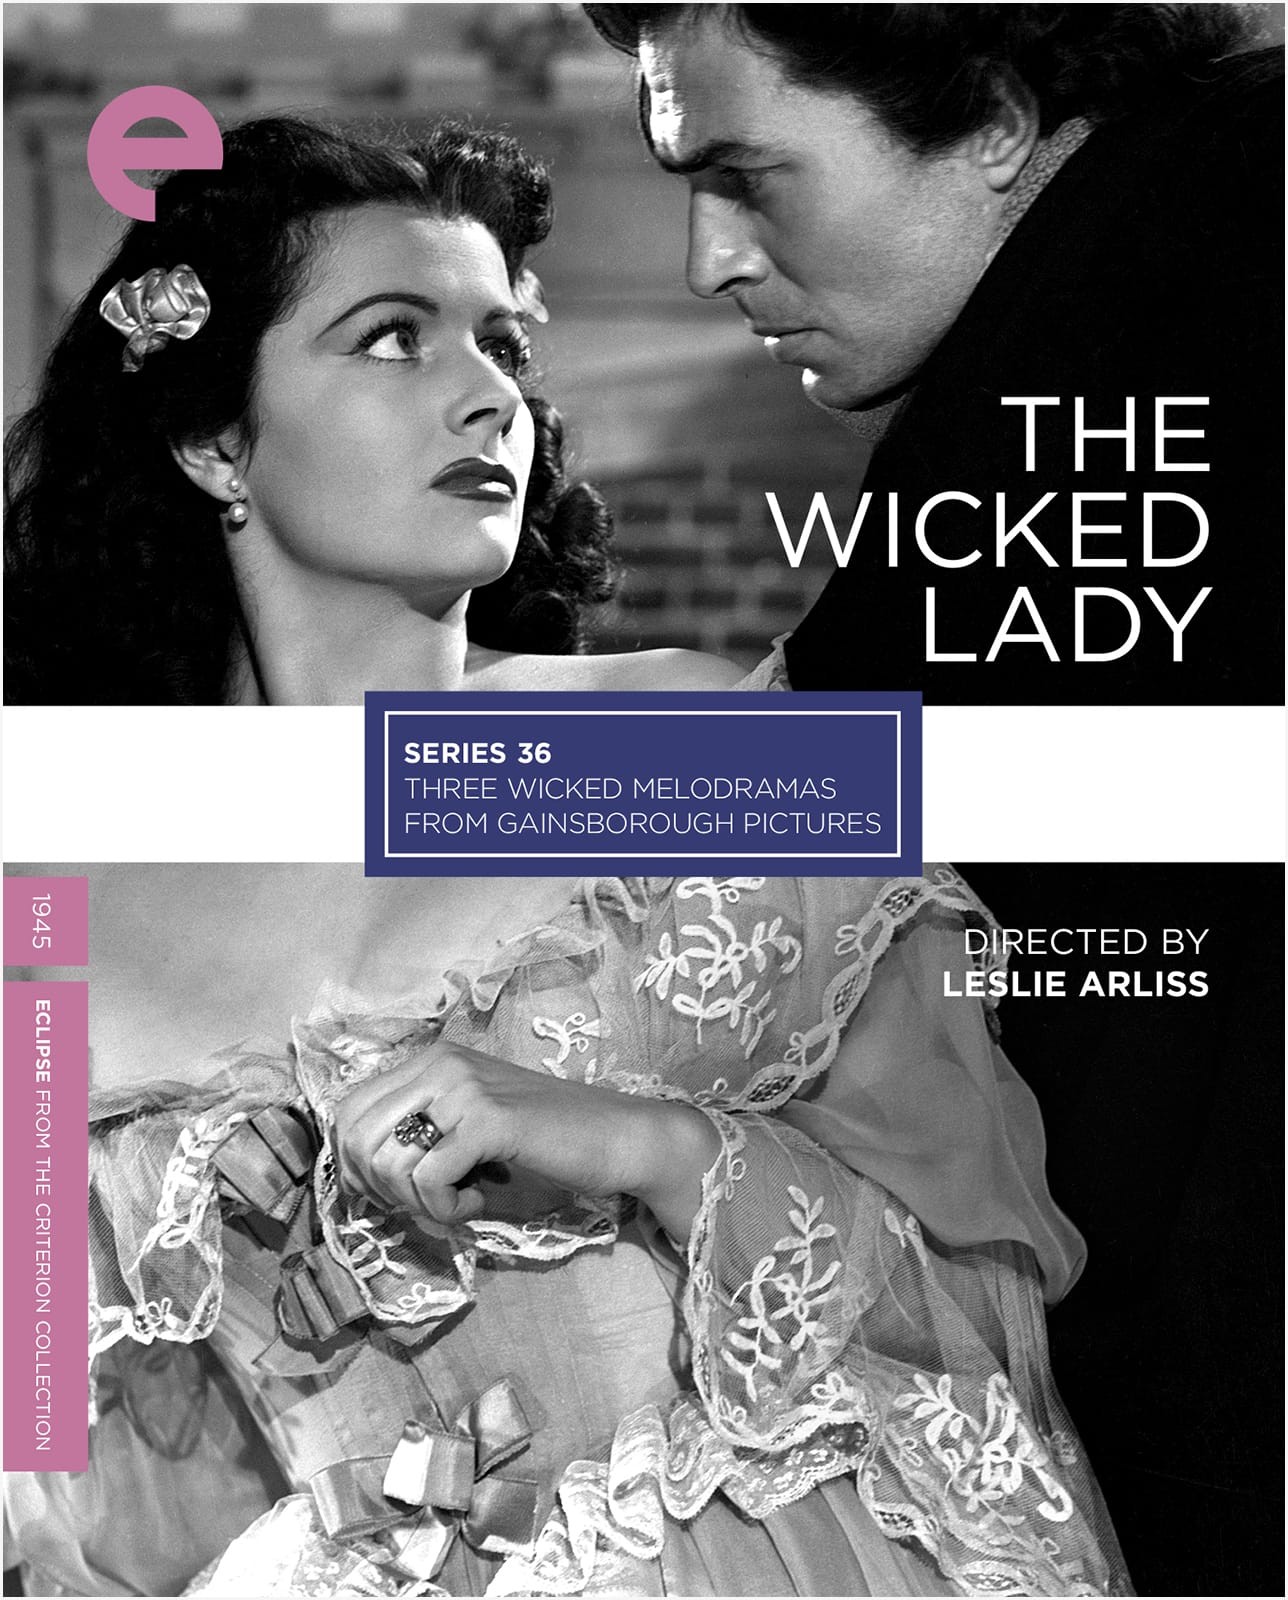 e
THE
WICKED
LADY
SERIES 36
THREE WICKED MELODRAMAS
FROM GAINSBOROUGH PICTURES
1945
ECLIPSE FROM THE CRITERION COLLECTION
DIRECTED BY
LESLIE ARLISS